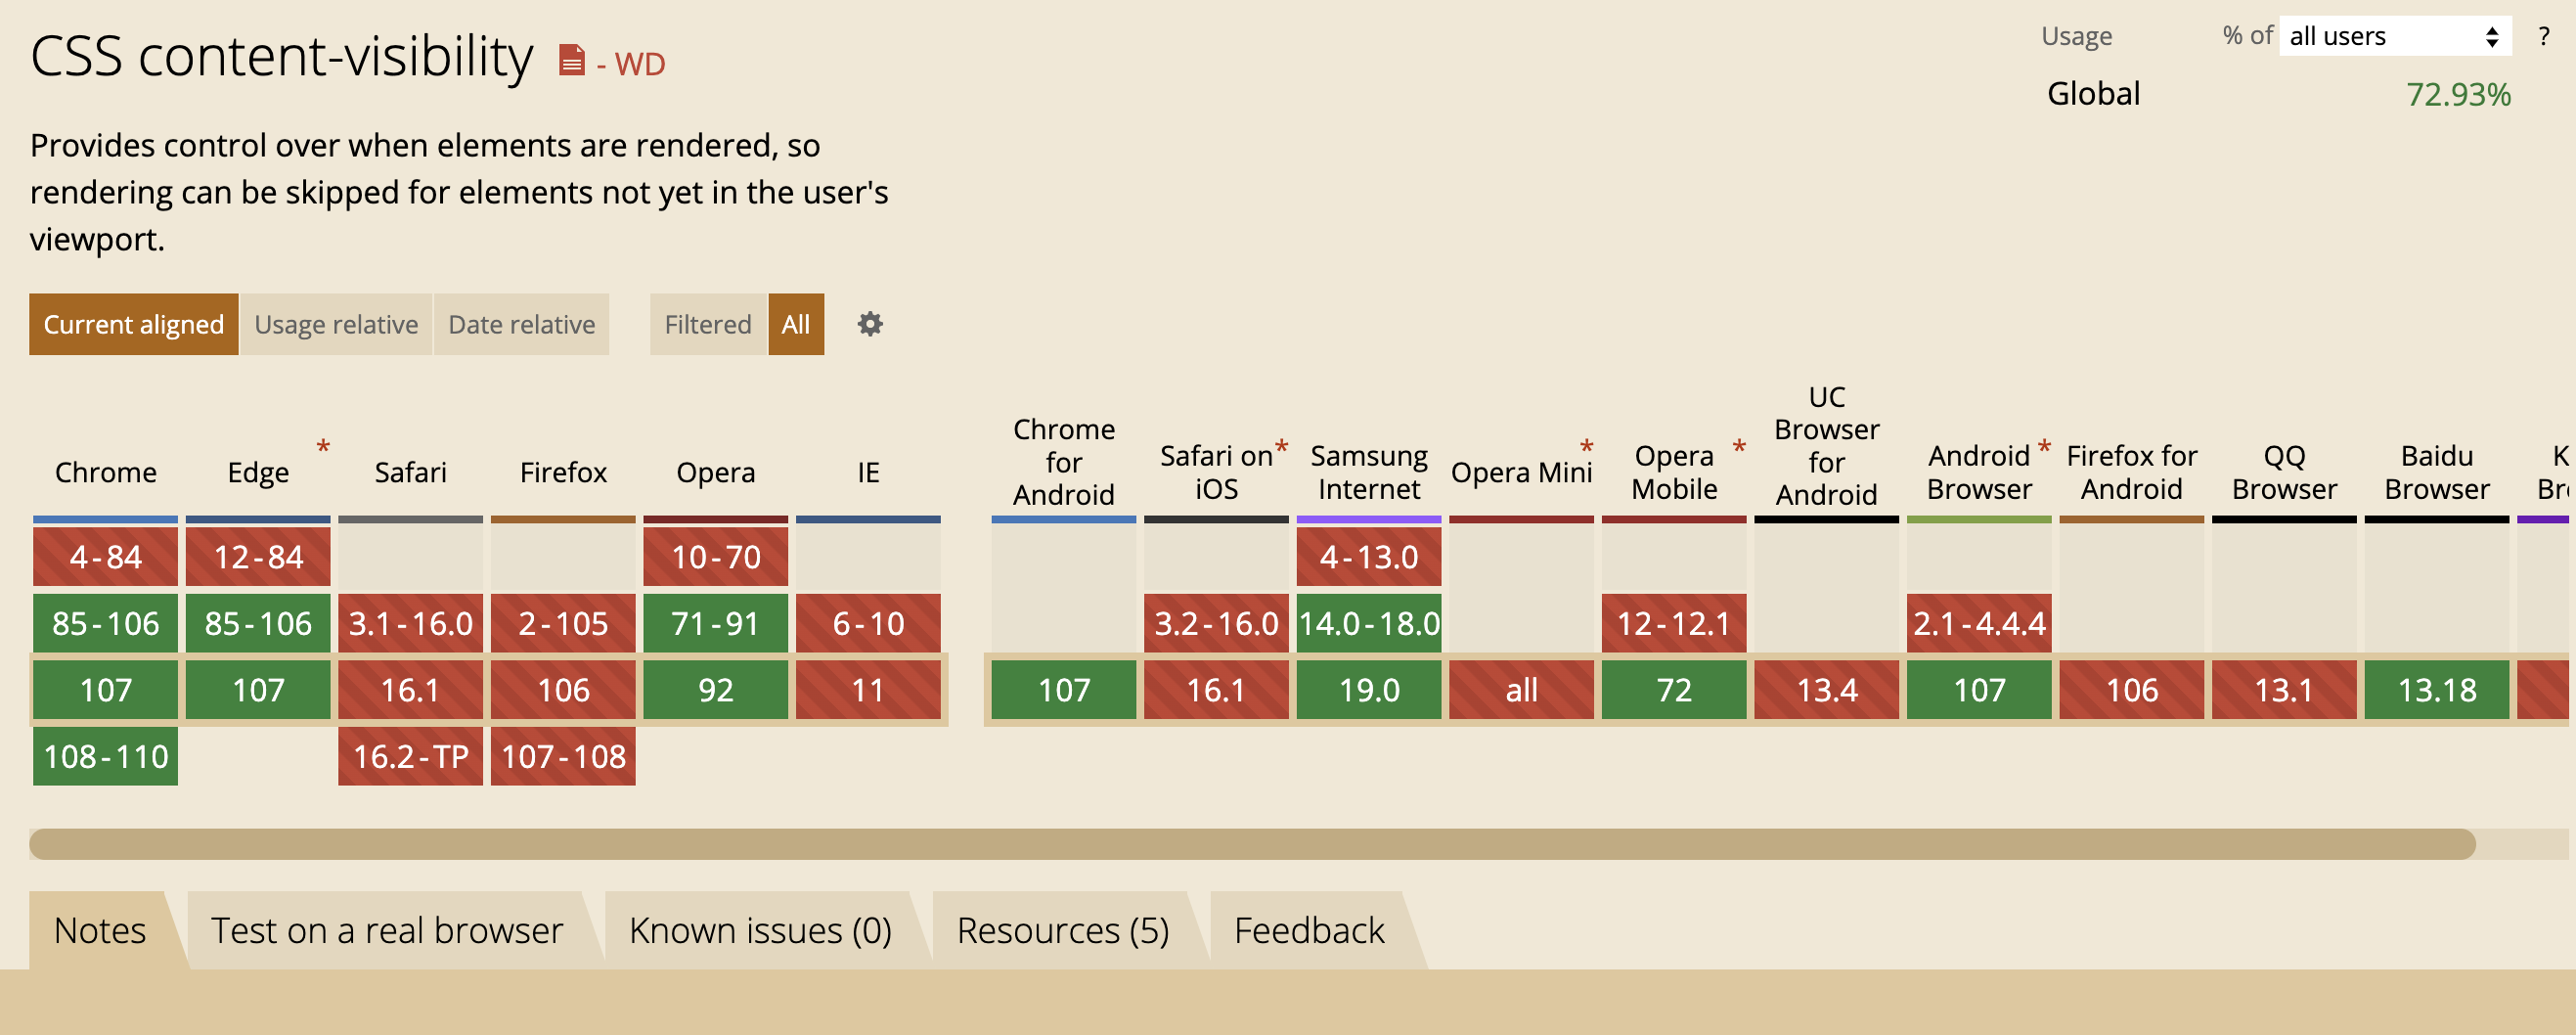 CSS content-visibility - WD
Usage % of all users ?
Global 72.93%
Provides control over when elements are rendered, so
rendering can be skipped for elements not yet in the user's
viewport.
Current aligned Usage relative Date relative Filtered All
Chrome
Edge *
Safari
Firefox
Opera
IE
Chrome
for
Android
Safari on *
iOS
Samsung
Internet
Opera Mini *
Opera *
Mobile
UC
Browser
for
Android
Android *
Browser
Firefox for
Android
QQ
Browser
Baidu
Browser
4-84 12-84 10-70 4-13.0
85-106 85-106 3.1-16.0 2-105 71-91 6-10 3.2-16.0 14.0-18.0 12-12.1 2.1-4.4.4
107 107 16.1 106 92 11 107 16.1 19.0 all 72 13.4 107 106 13.1 13.18
108-110 16.2-TP 107-108
Notes Test on a real browser Known issues (0) Resources (5) Feedback